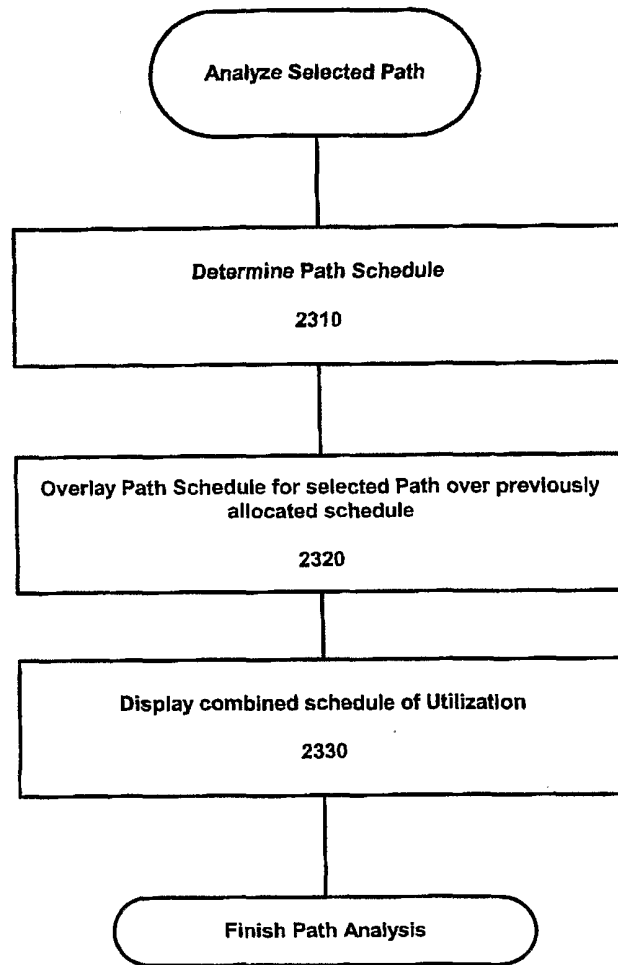 Analyze Selected Path
Determine Path Schedule
2310
Overlay Path Schedule for selected Path over previously
allocated schedule
2320
Display combined schedule of Utilization
2330
Finish Path Analysis